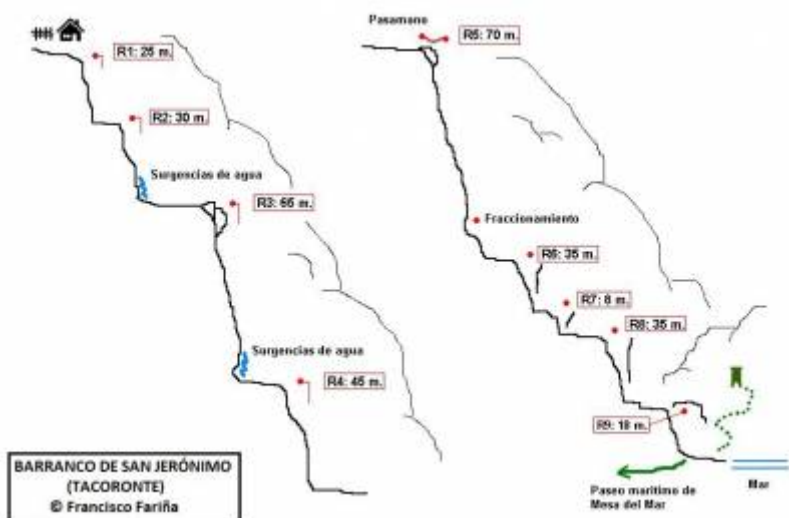 R1: 25 m.
R2: 30 m.
Surgencias de agua
R3: 65 m.
Surgencias de agua
R4: 45 m.
BARRANCO DE SAN JERÓNIMO
(TACORONTE)
© Francisco Fariña
Pasamano
R5: 70 m.
Fraccionamiento
R6: 35 m.
R7: 8 m.
R8: 35 m.
R9: 18 m.
Paseo marítimo de
Mesa del Mar
Mar